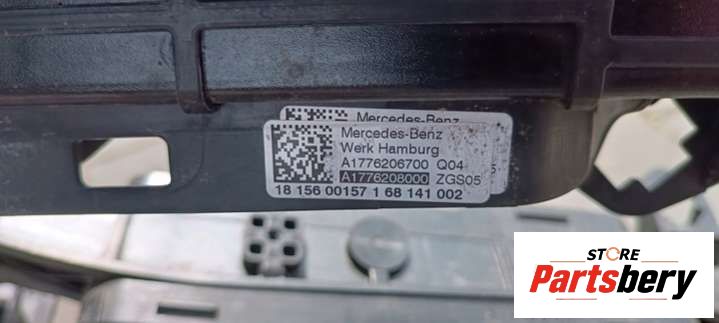 Mercedes-Benz
Mercedes-Benz
Werk Hamburg
A1776206700 Q04
A1776208000 ZGS05
18 156 00157 1 68 141 002
STORE
Partsbery